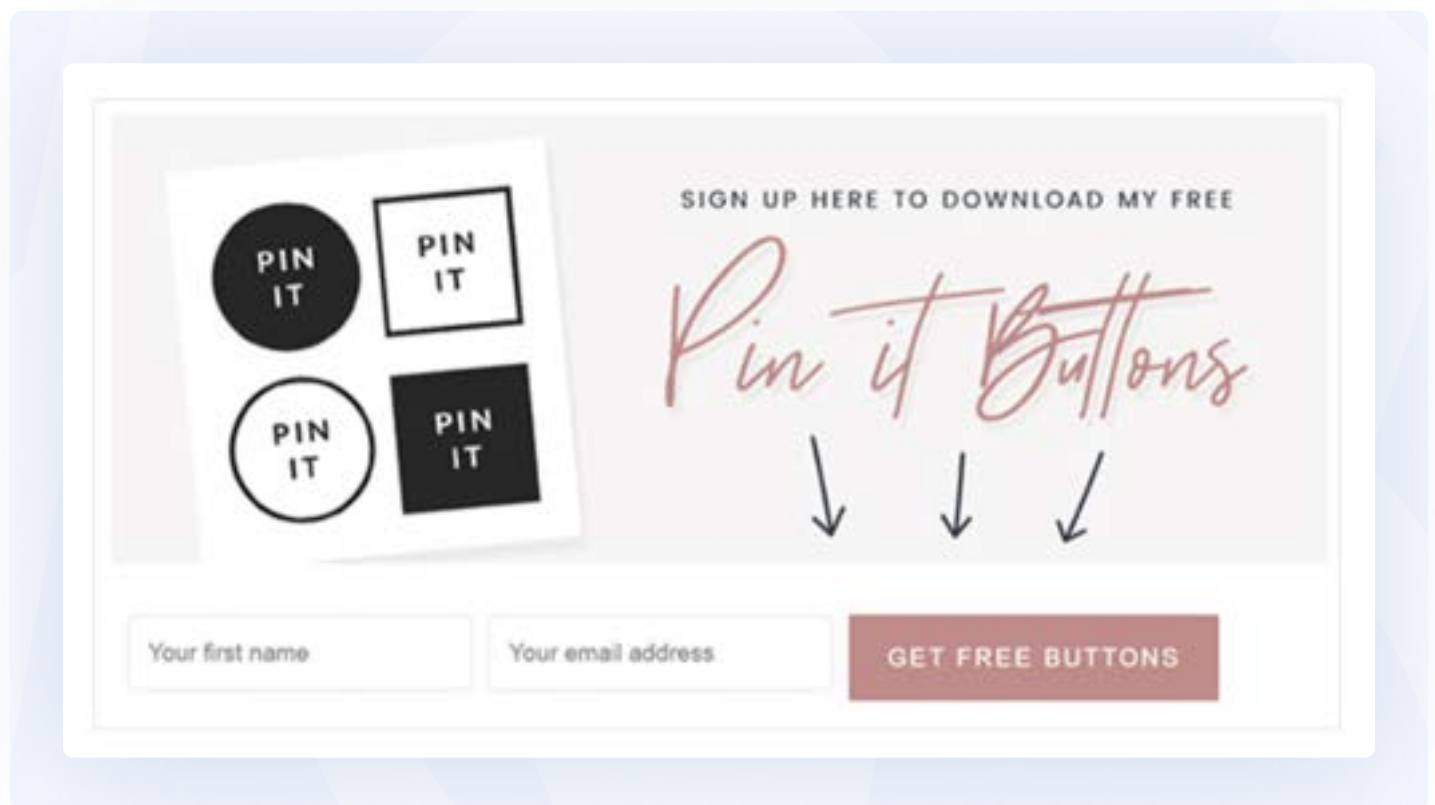 PIN
IT
PIN
IT
PIN
IT
PIN
IT
SIGN UP HERE TO DOWNLOAD MY FREE
Pin it Buttons
Your first name
Your email address
GET FREE BUTTONS